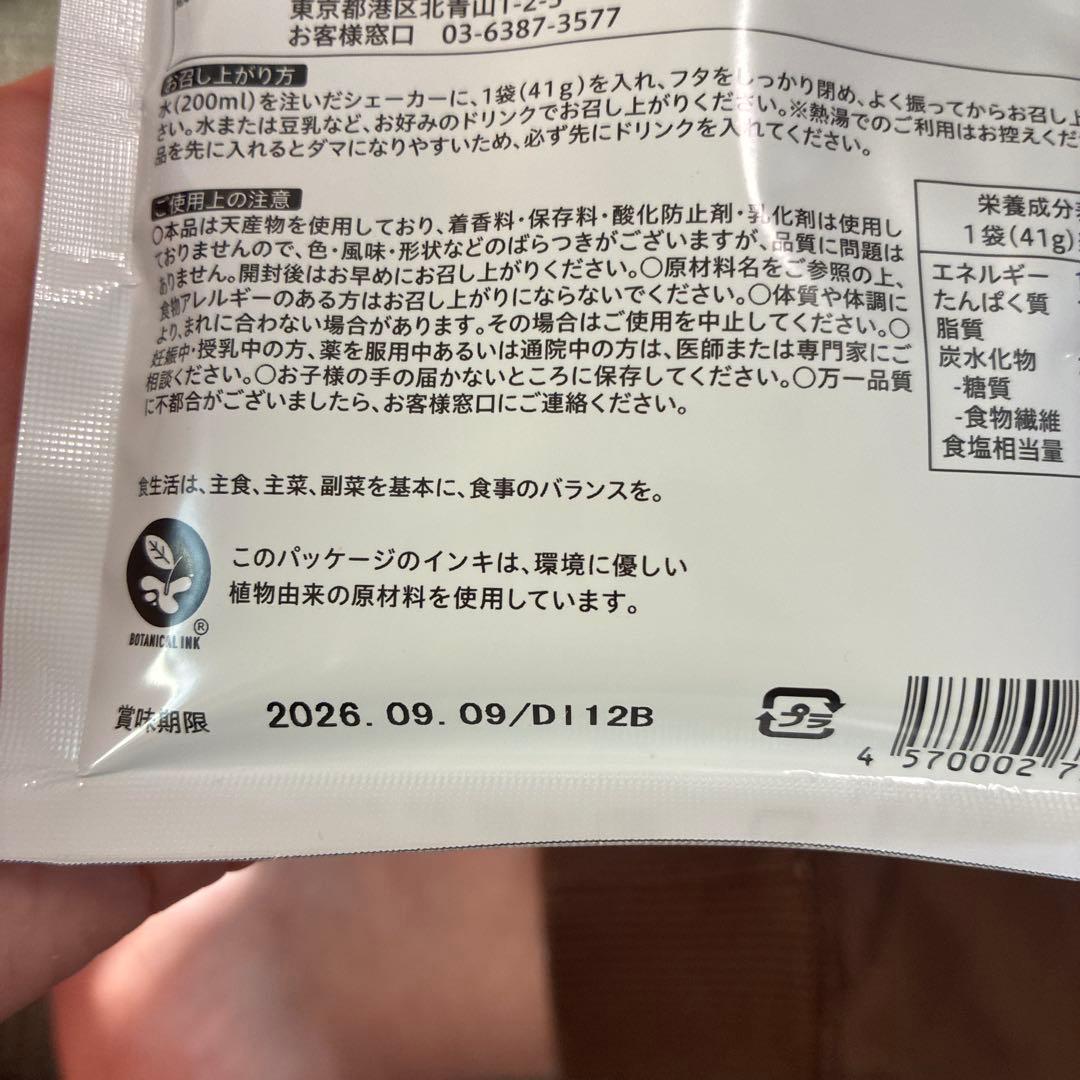 東京都港区北青山1-2-3
お客様窓口 03-6387-3577
お召し上がり方
水(200ml)を注いだシェーカーに、1袋(41g)を入れ、フタをしっかり閉め、よく振ってからお召し上
さい。水または豆乳など、お好みのドリンクでお召し上がりください。※熱湯でのご利用はお控えくだ
品を先に入れるとダマになりやすいため、必ず先にドリンクを入れてください。
ご使用上の注意
〇本品は天産物を使用しており、着香料・保存料・酸化防止剤・乳化剤は使用し
ておりませんので、色・風味・形状などのばらつきがございますが、品質に問題は
ありません。開封後はお早めにお召し上がりください。〇原材料名をご参照の上、
食物アレルギーのある方はお召し上がりにならないでください。〇体質や体調に
より、まれに合わない場合があります。その場合はご使用を中止してください。〇
妊娠中・授乳中の方、薬を服用中あるいは通院中の方は、医師または専門家にご
相談ください。〇お子様の手の届かないところに保存してください。〇万一品質
に不都合がございましたら、お客様窓口にご連絡ください。
栄養成分
1袋(41g)
エネルギー
たんぱく質
脂質
炭水化物
-糖質
-食物繊維
食塩相当量
食生活は、主食、主菜、副菜を基本に、食事のバランスを。
このパッケージのインキは、環境に優しい
植物由来の原材料を使用しています。
BOTANICAL INK®
賞味期限 2026.09.09/D112B
プラ
4 570002 7